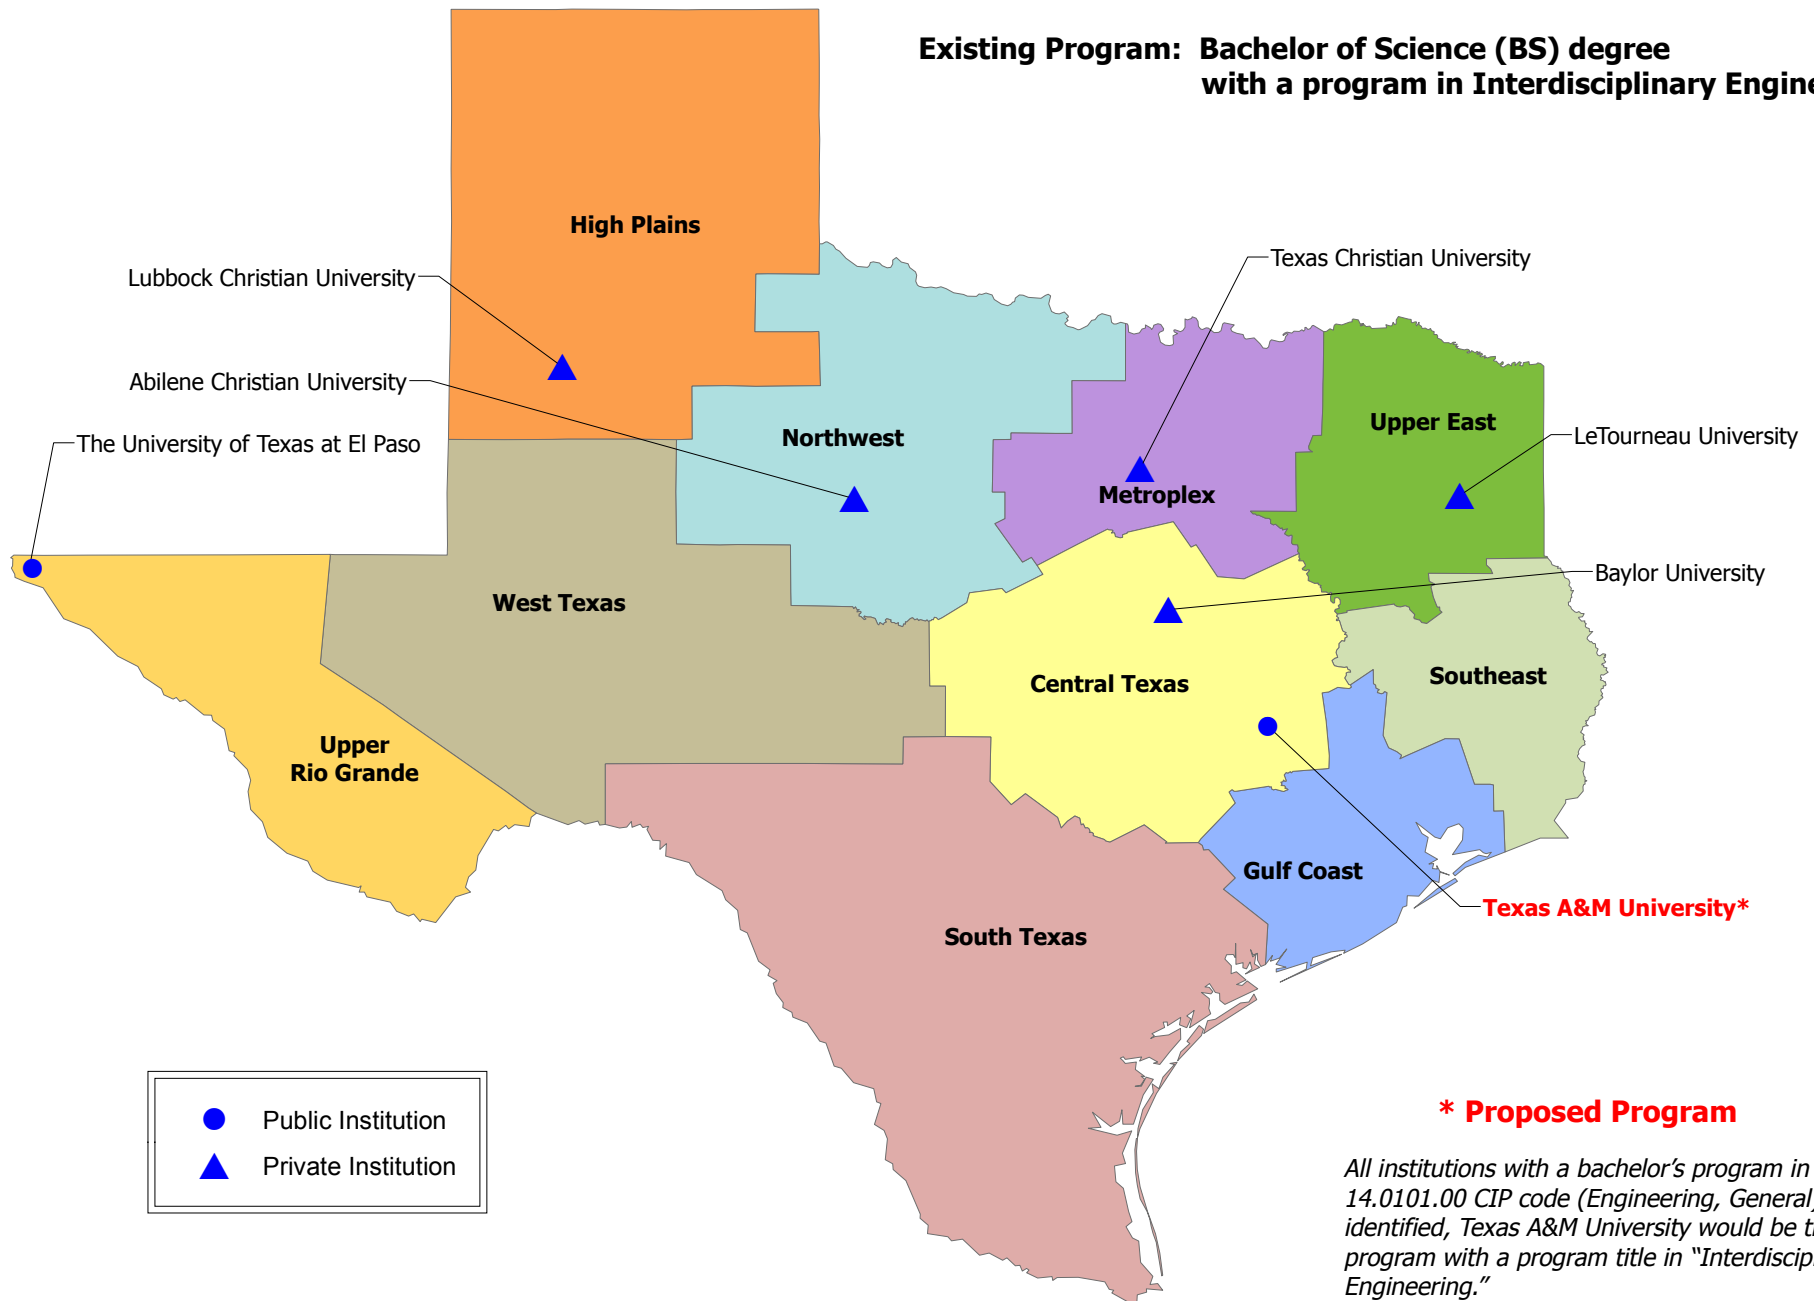 Existing Program: Bachelor of Science (BS) degree
with a program in Interdisciplinary
High Plains
Lubbock Christian University
Texas Christian University
Abilene Christian University
Northwest
Upper East
The University of Texas at El Paso
LeTourneau University
Metroplex
Baylor University
West Texas
Central Texas
Southeast
Upper
Rio Grande
Gulf Coast
Texas A&M University*
South Texas
Public Institution
Private Institution
* Proposed Program
All institutions with a bachelor’s program in
14.0101.00 CIP code (Engineering, General)
identified, Texas A&M University would be
program with a program title in “
Engineering.”